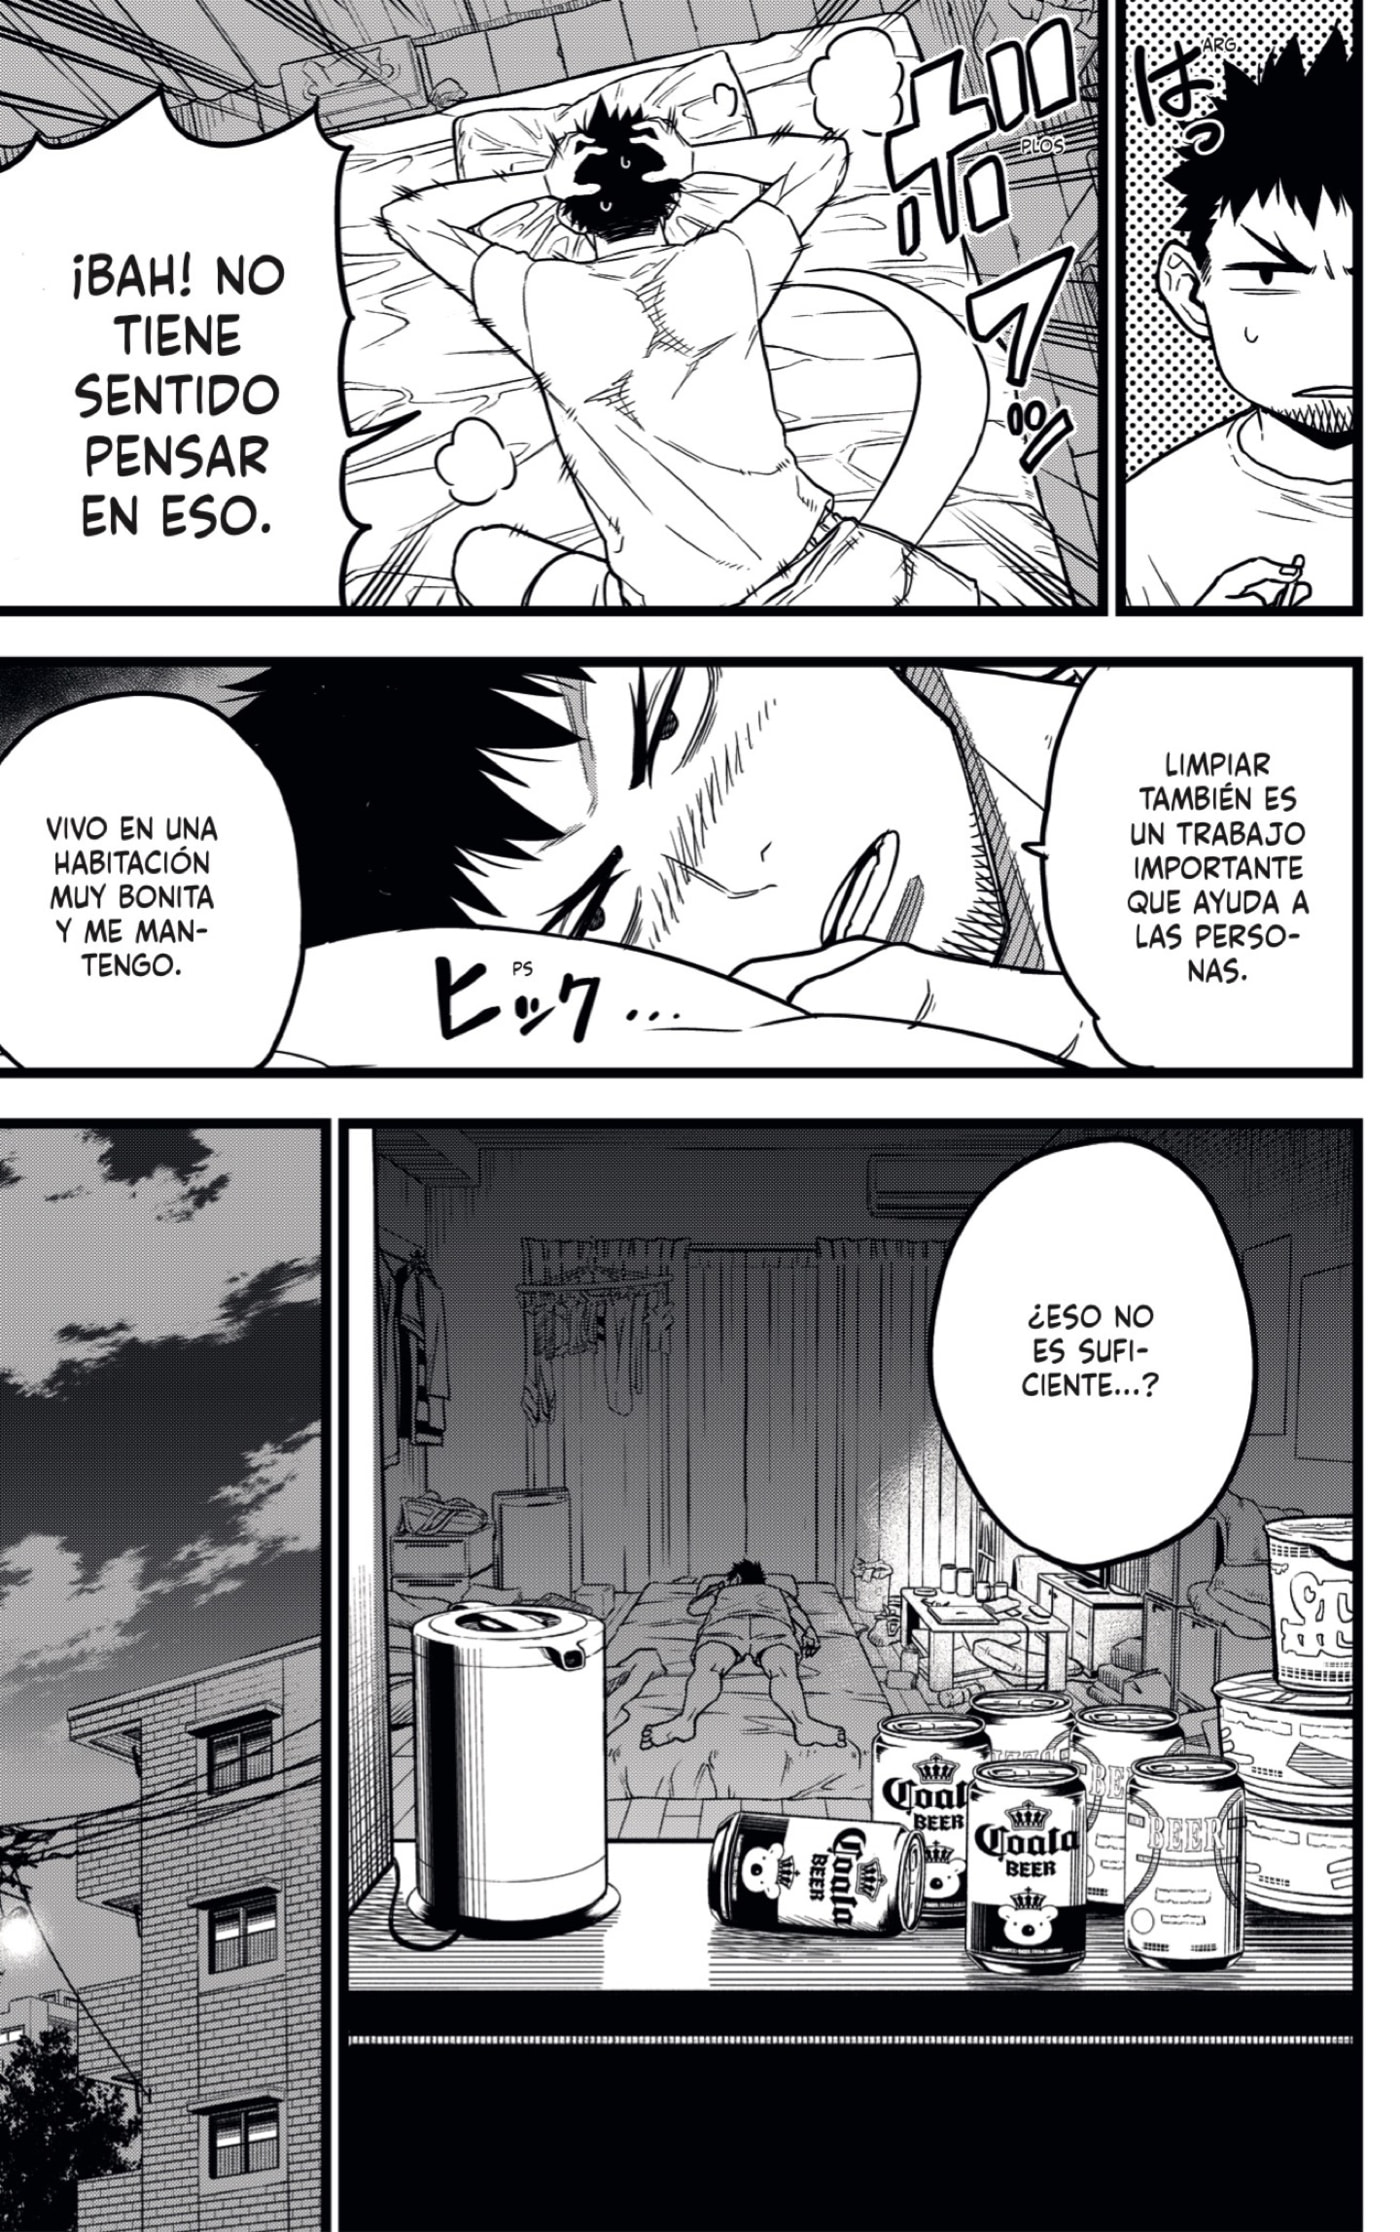 ARG
はっ
PLOS
ボフッ
¡BAH! NO
TIENE
SENTIDO
PENSAR
EN ESO.
LIMPIAR
TAMBIÉN ES
UN TRABAJO
IMPORTANTE
QUE AYUDA A
LAS PERSO-
NAS.
PS
ヒック...
VIVO EN UNA
HABITACIÓN
MUY BONITA
Y ME MAN-
TENGO.
¿ESO NO
ES SUFI-
CIENTE...?
Coala
BEER
Coala
BEER
Coala
BEER
BEER